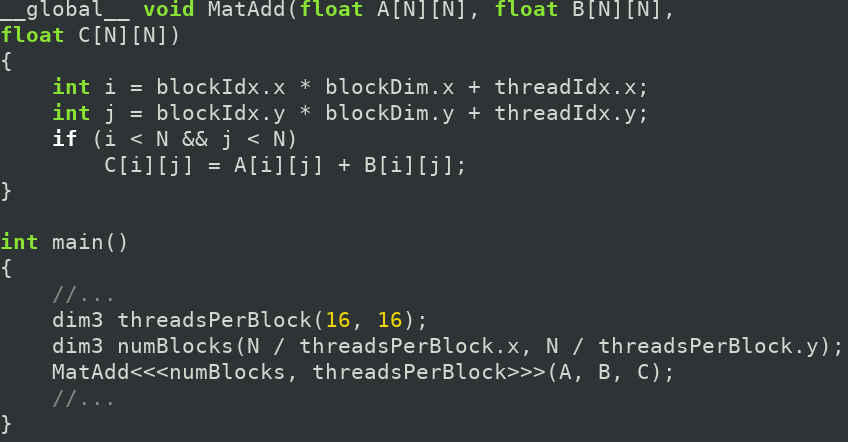 __global__ void MatAdd(float A[N][N], float B[N][N],
float C[N][N])
{
    int i = blockIdx.x * blockDim.x + threadIdx.x;
    int j = blockIdx.y * blockDim.y + threadIdx.y;
    if (i < N && j < N)
        C[i][j] = A[i][j] + B[i][j];
}

int main()
{
    //...
    dim3 threadsPerBlock(16, 16);
    dim3 numBlocks(N / threadsPerBlock.x, N / threadsPerBlock.y);
    MatAdd<<<numBlocks, threadsPerBlock>>>(A, B, C);
    //...
}